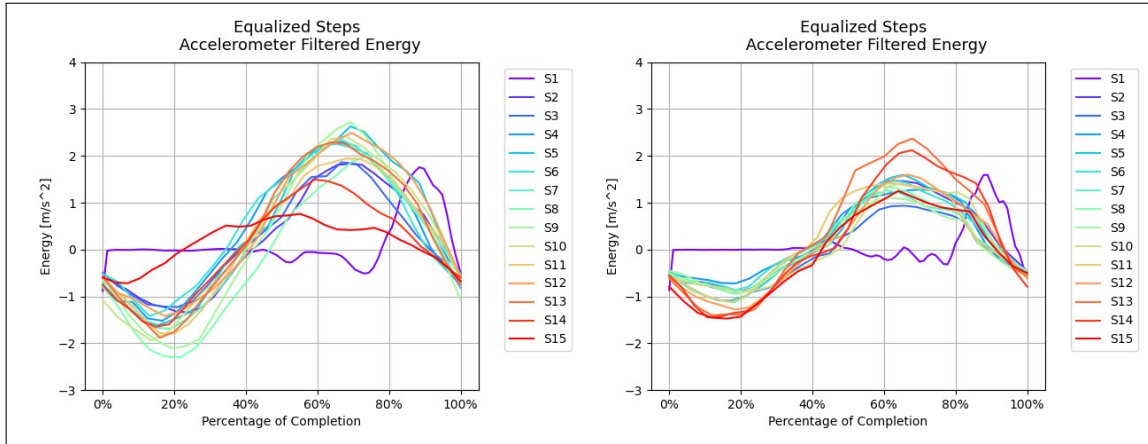 Equalized Steps
Accelerometer Filtered Energy
4
3
2
1
0
−1
−2
−3
Energy [m/s^2]
0%
20%
40%
60%
80%
100%
Percentage of Completion
S1
S2
S3
S4
S5
S6
S7
S8
S9
S10
S11
S12
S13
S14
S15
Equalized Steps
Accelerometer Filtered Energy
4
3
2
1
0
−1
−2
−3
Energy [m/s^2]
0%
20%
40%
60%
80%
100%
Percentage of Completion
S1
S2
S3
S4
S5
S6
S7
S8
S9
S10
S11
S12
S13
S14
S15